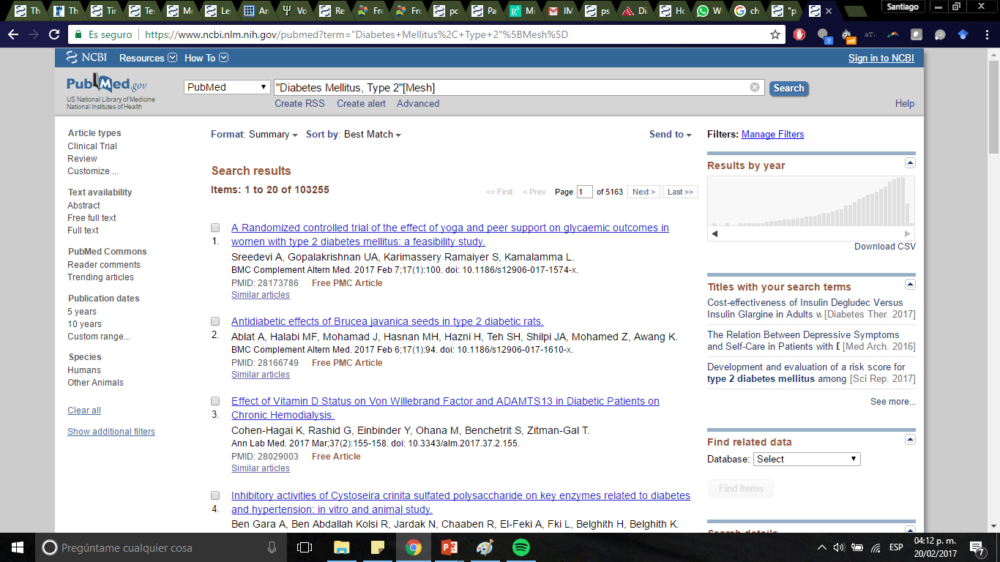 Th
Th
Tir
Te
M
Le
An
Vo
Re
Fro
Fro
pc
Pa
Mi
IM
ps
Di
Ho
W
ch
"p
Santiago
Es seguro
https://www.ncbi.nlm.nih.gov/pubmed?term="Diabetes+Mellitus%2C+Type+2"%5BMesh%5D
?
off
aT.
NCBI Resources How To
Sign in to NCBI
PubMed.gov
US National Library of Medicine
National Institutes of Health
PubMed
"Diabetes Mellitus, Type 2"[Mesh]
Search
Create RSS Create alert Advanced
Help
Article types
Clinical Trial
Review
Customize ...
Text availability
Abstract
Free full text
Full text
PubMed Commons
Reader comments
Trending articles
Publication dates
5 years
10 years
Custom range...
Species
Humans
Other Animals
Clear all
Show additional filters
Format: Summary Sort by: Best Match
Send to
Search results
Items: 1 to 20 of 103255
<< First < Prev Page 1 of 5163 Next > Last >>
1. A Randomized controlled trial of the effect of yoga and peer support on glycaemic outcomes in
women with type 2 diabetes mellitus: a feasibility study.
Sreedevi A, Gopalakrishnan UA, Karimassery Ramaiyer S, Kamalamma L.
BMC Complement Altern Med. 2017 Feb 7;17(1):100. doi: 10.1186/s12906-017-1574-x.
PMID: 28173786 Free PMC Article
Similar articles
Antidiabetic effects of Brucea javanica seeds in type 2 diabetic rats.
2. Ablat A, Halabi MF, Mohamad J, Hasnan MH, Hazni H, Teh SH, Shilpi JA, Mohamed Z, Awang K.
BMC Complement Altern Med. 2017 Feb 6;17(1):94. doi: 10.1186/s12906-017-1610-x.
PMID: 28166749 Free PMC Article
Similar articles
Effect of Vitamin D Status on Von Willebrand Factor and ADAMTS13 in Diabetic Patients on
3. Chronic Hemodialysis.
Cohen-Hagai K, Rashid G, Einbinder Y, Ohana M, Benchetrit S, Zitman-Gal T.
Ann Lab Med. 2017 Mar;37(2):155-158. doi: 10.3343/alm.2017.37.2.155.
PMID: 28029003 Free Article
Similar articles
Inhibitory activities of Cystoseira crinita sulfated polysaccharide on key enzymes related to diabetes
4. and hypertension: in vitro and animal study.
Ben Gara A, Ben Abdallah Kolsi R, Jardak N, Chaaben R, El-Feki A, Fki L, Belghith H, Belghith K.
Filters: Manage Filters
Results by year
Download CSV
Titles with your search terms
Cost-effectiveness of Insulin Degludec Versus
Insulin Glargine in Adults w [Diabetes Ther. 2017]
The Relation Between Depressive Symptoms
and Self-Care in Patients with [Med Arch. 2016]
Development and evaluation of a risk score for
type 2 diabetes mellitus among [Sci Rep. 2017]
See more...
Find related data
Database: Select
Find items
Search details
Pregúntame cualquier cosa
ESP
04:12 p. m.
20/02/2017
7